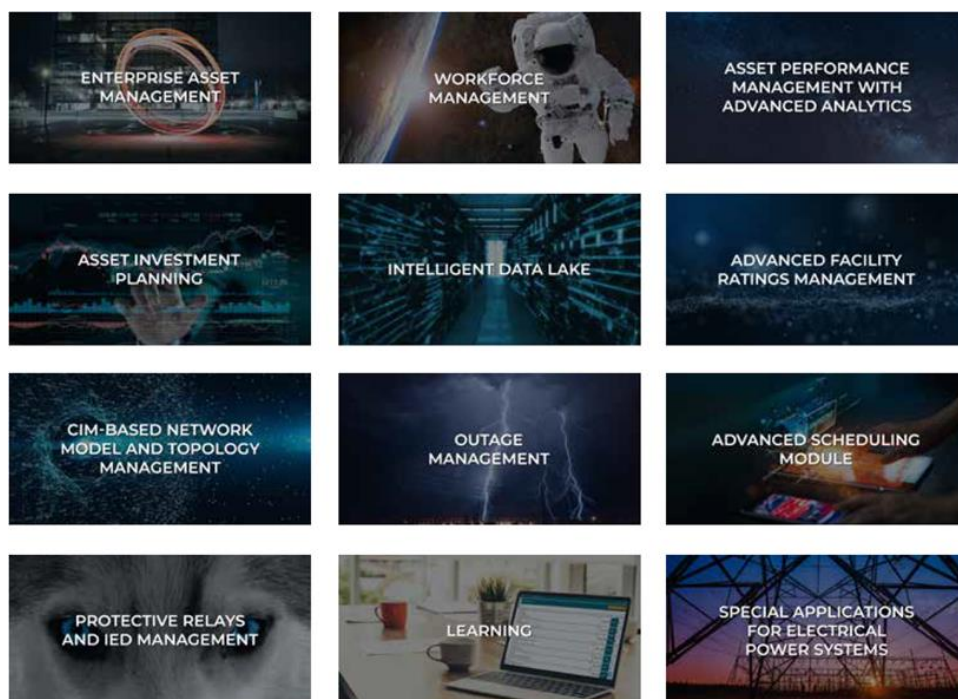 ENTERPRISE ASSET
MANAGEMENT
WORKFORCE
MANAGEMENT
ASSET PERFORMANCE
MANAGEMENT WITH
ADVANCED ANALYTICS
ASSET INVESTMENT
PLANNING
INTELLIGENT DATA LAKE
ADVANCED FACILITY
RATINGS MANAGEMENT
CIM-BASED NETWORK
MODEL AND TOPOLOGY
MANAGEMENT
OUTAGE
MANAGEMENT
ADVANCED SCHEDULING
MODULE
PROTECTIVE RELAYS
AND IED MANAGEMENT
LEARNING
SPECIAL APPLICATIONS
FOR ELECTRICAL
POWER SYSTEMS